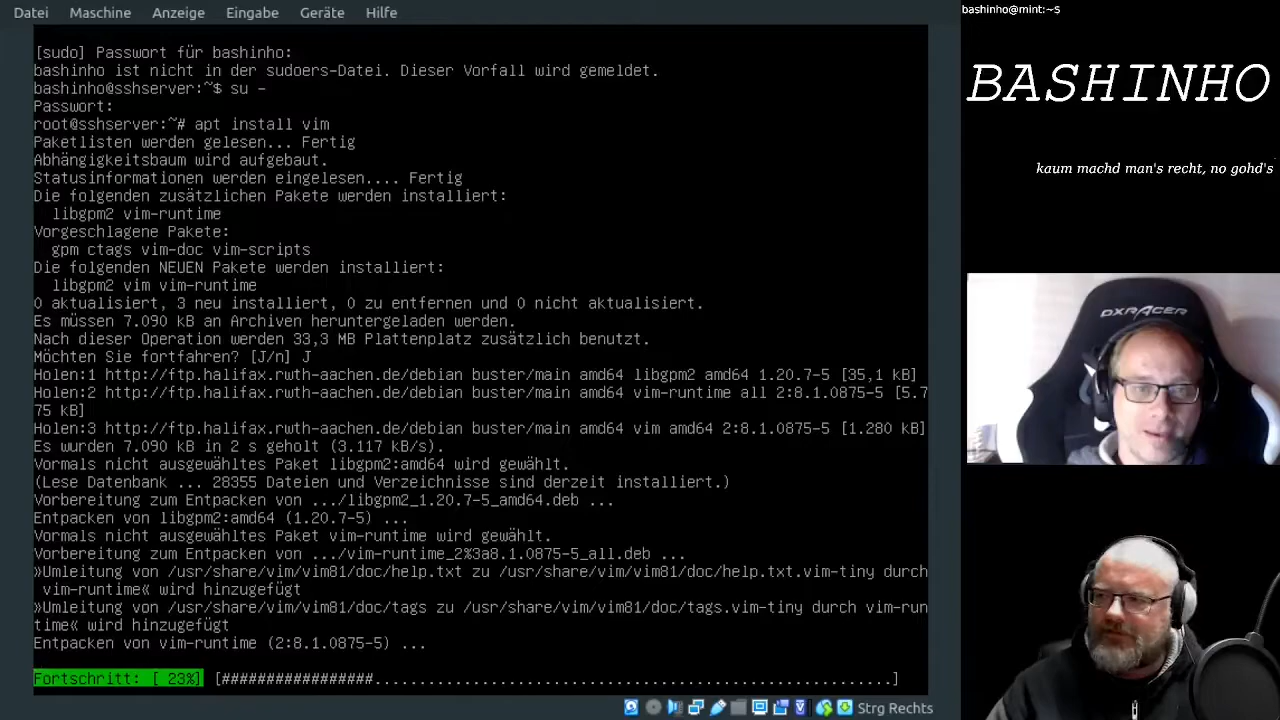 Datei Maschine Anzeige Eingabe Geräte Hilfe
[sudo] Passwort für bashinho:
bashinho ist nicht in der sudoers-Datei. Dieser Vorfall wird gemeldet.
bashinho@sshserver:~$ su -
Passwort:
root@sshserver:~# apt install vim
Paketlisten werden gelesen... Fertig
Abhängigkeitsbaum wird aufgebaut.
Statusinformationen werden eingelesen.... Fertig
Die folgenden zusätzlichen Pakete werden installiert:
libgpm2 vim-runtime
Vorgeschlagene Pakete:
gpm ctags vim-doc vim-scripts
Die folgenden NEUEN Pakete werden installiert:
libgpm2 vim vim-runtime
0 aktualisiert, 3 neu installiert, 0 zu entfernen und 0 nicht aktualisiert.
Es müssen 7.090 kB an Archiven heruntergeladen werden.
Nach dieser Operation werden 33,3 MB Plattenplatz zusätzlich benutzt.
Möchten Sie fortfahren? [J/n] J
Holen:1 http://ftp.halifax.rwth-aachen.de/debian buster/main amd64 libgpm2 amd64 1.20.7-5 [35,1 kB]
Holen:2 http://ftp.halifax.rwth-aachen.de/debian buster/main amd64 vim-runtime all 2:8.1.0875-5 [5.7
75 kB]
Holen:3 http://ftp.halifax.rwth-aachen.de/debian buster/main amd64 vim amd64 2:8.1.0875-5 [1.280 kB]
Es wurden 7.090 kB in 2 s geholt (3.117 kB/s).
Vormals nicht ausgewähltes Paket libgpm2:amd64 wird gewählt.
(Lese Datenbank ... 28355 Dateien und Verzeichnisse sind derzeit installiert.)
Vorbereitung zum Entpacken von .../libgpm2_1.20.7-5_amd64.deb ...
Entpacken von libgpm2:amd64 (1.20.7-5) ...
Vormals nicht ausgewähltes Paket vim-runtime wird gewählt.
Vorbereitung zum Entpacken von .../vim-runtime_2%3a8.1.0875-5_all.deb ...
»Umleitung von /usr/share/vim/vim81/doc/help.txt zu /usr/share/vim/vim81/doc/help.txt.vim-tiny durch
vim-runtime« wird hinzugefügt
»Umleitung von /usr/share/vim/vim81/doc/tags zu /usr/share/vim/vim81/doc/tags.vim-tiny durch vim-run
time« wird hinzugefügt
Entpacken von vim-runtime (2:8.1.0875-5) ...
Fortschritt: [ 23%] [#################..........................................................]
Strg Rechts
bashinho@mint:~$
BASHINHO
kaum machd man's recht, no gohd's
DXRACER